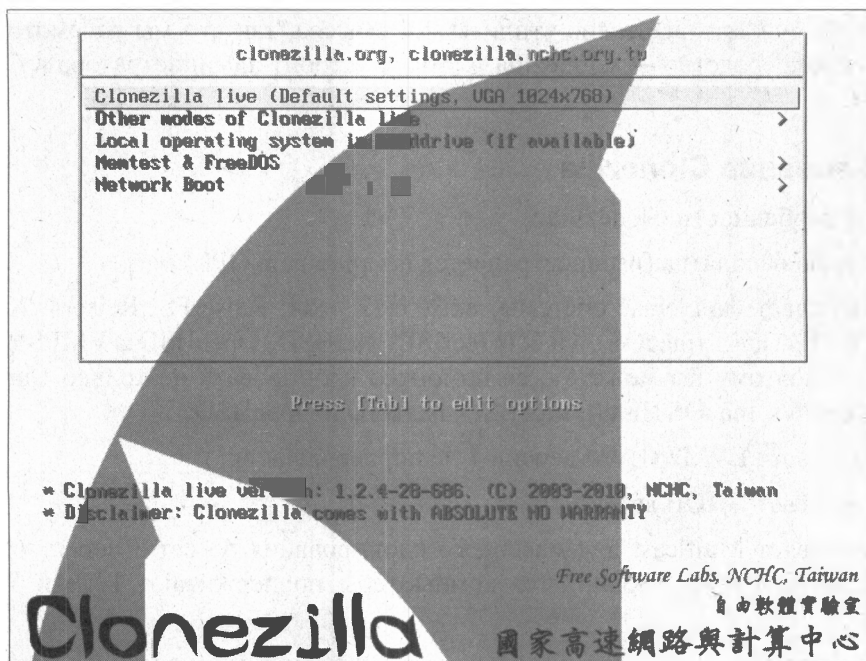 clonezilla.org, clonezilla.nchc.org.tw
Clonezilla live (Default settings, VGA 1024x768)
Other modes of Clonezilla live >
Local operating system in harddrive (if available)
Memtest & FreeDOS >
Network Boot >
Press [Tab] to edit options
* Clonezilla live version: 1.2.4-28-686. (C) 2003-2010, NCHC, Taiwan
* Disclaimer: Clonezilla comes with ABSOLUTE NO WARRANTY
Free Software Labs, NCHC, Taiwan
自由軟體實驗室
Clonezilla
國家高速網路與計算中心